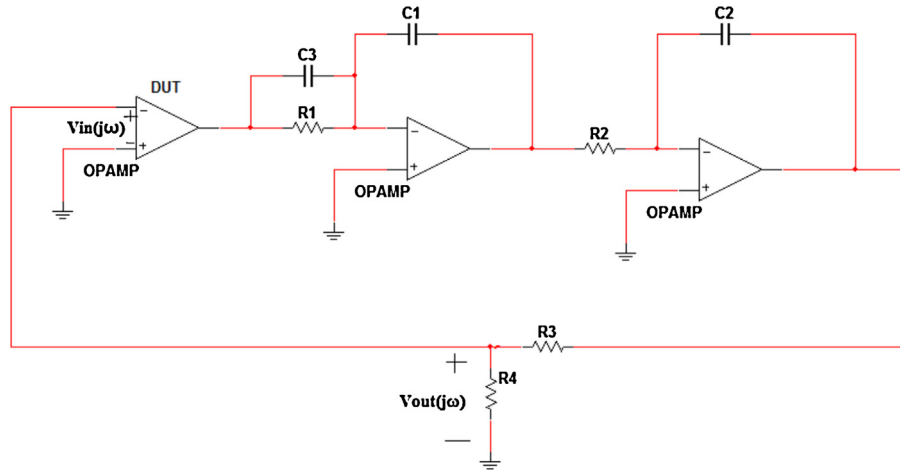 C1
C2
C3
DUT
Vin(jω)
+
-
R1
R2
-
+
-
+
-
+
OPAMP
OPAMP
OPAMP
R3
+
R4
Vout(jω)
—